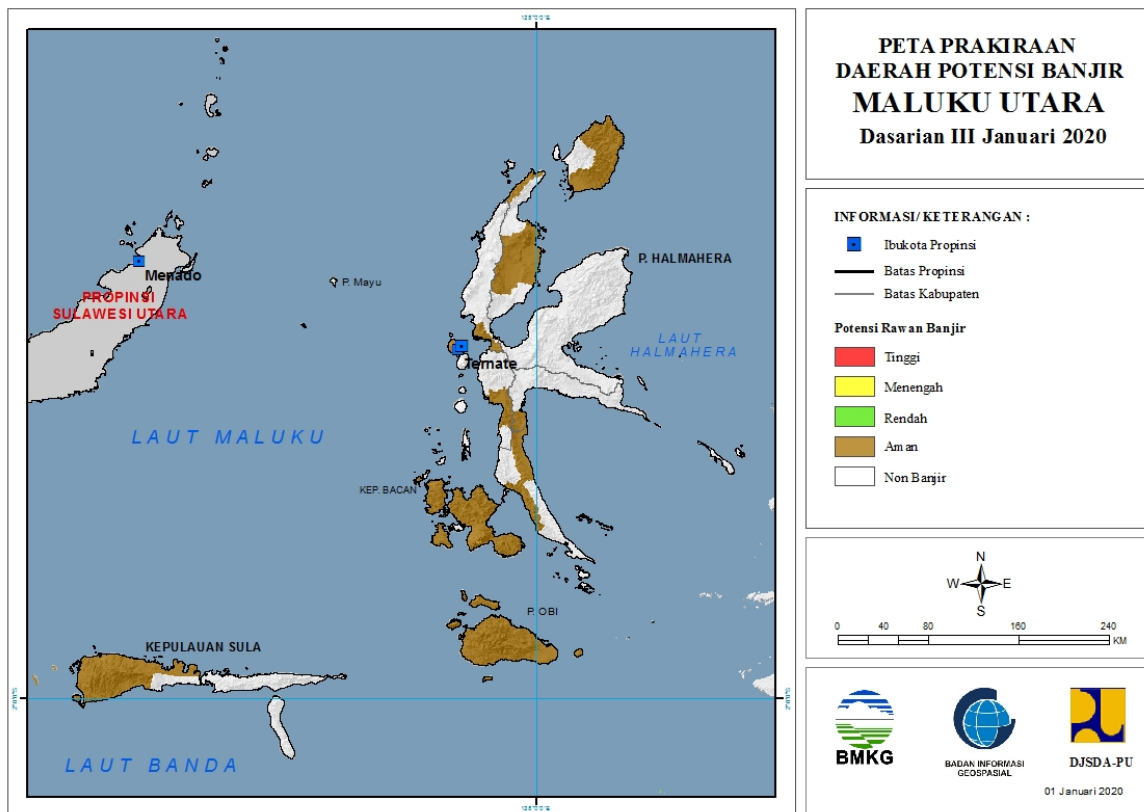 PETA PRAKIRAAN
DAERAH POTENSI BANJIR
MALUKU UTARA
Dasarian III Januari 2020
P. HALMAHERA
Menado
PROPINSI
SULAWESI UTARA
P. Mayu
LAUT
HALMAHERA
Ternate
LAUT MALUKU
KEP. BACAN
P. OBI
KEPULAUAN SULA
LAUT BANDA
INFORMASI/KETERANGAN :
Ibukota Propinsi
Batas Propinsi
Batas Kabupaten
Potensi Rawan Banjir
Tinggi
Menengah
Rendah
Aman
Non Banjir
N
W E
S
0 40 80 160 240
KM
BMKG
BADAN INFORMASI
GEOSPASIAL
DJSDA-PU
01 Januari 2020